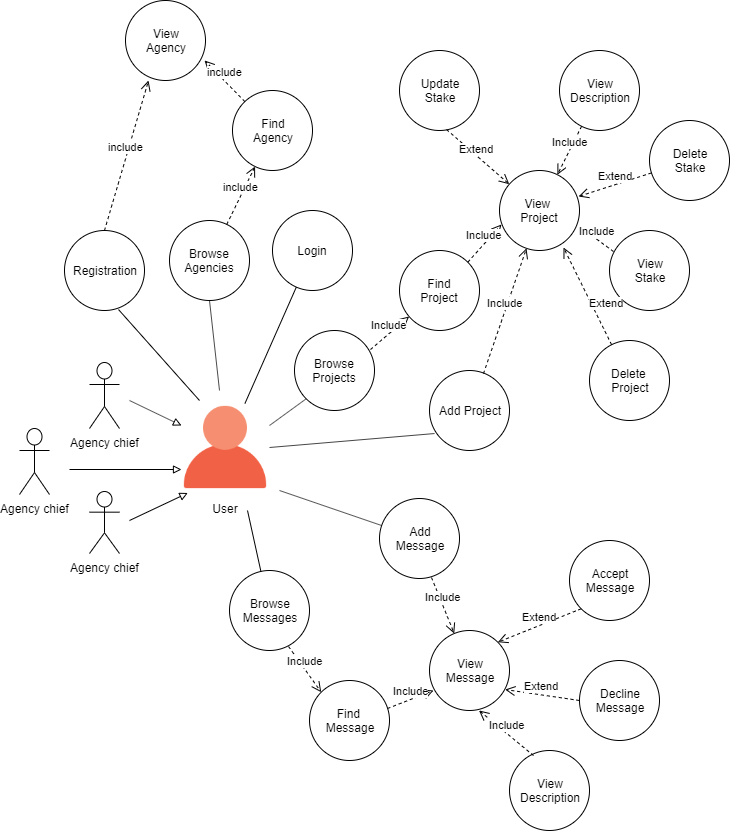 View
Agency
include
Find
Agency
include
include
Registration
Browse
Agencies
Login
Update
Stake
View
Description
Extend
Include
Delete
Stake
Extend
View
Project
Include
Include
View
Stake
Find
Project
Include
Extend
Include
Browse
Projects
Delete
Project
Add Project
Agency chief
Agency chief
Agency chief
User
Add
Message
Include
Accept
Message
Extend
Browse
Messages
Include
View
Message
Include
Extend
Decline
Message
Find
Message
Include
View
Description